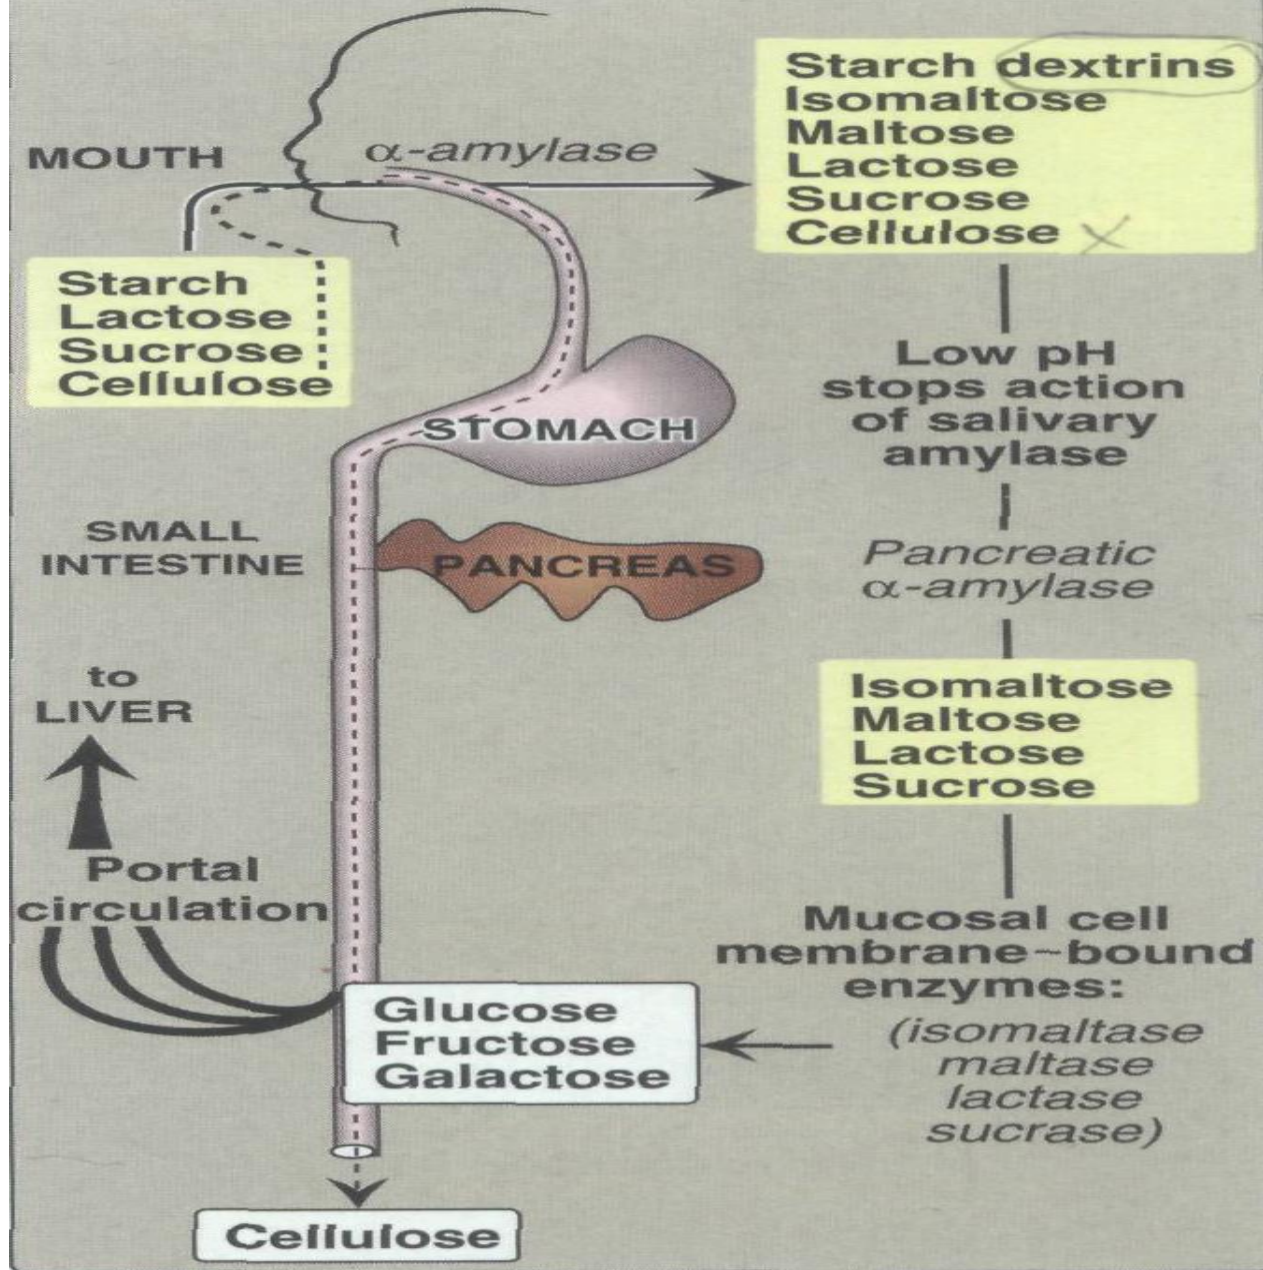 MOUTH
α-amylase
Starch dextrins
Isomaltose
Maltose
Lactose
Sucrose
Cellulose X
Starch
Lactose
Sucrose
Cellulose
Low pH
stops action
of salivary
amylase
STOMACH
SMALL
INTESTINE
PANCREAS
Pancreatic
α-amylase
to
LIVER
Isomaltose
Maltose
Lactose
Sucrose
Portal
circulation
Mucosal cell
membrane-bound
enzymes:
(isomaltase
maltase
lactase
sucrase)
Glucose
Fructose
Galactose
Cellulose